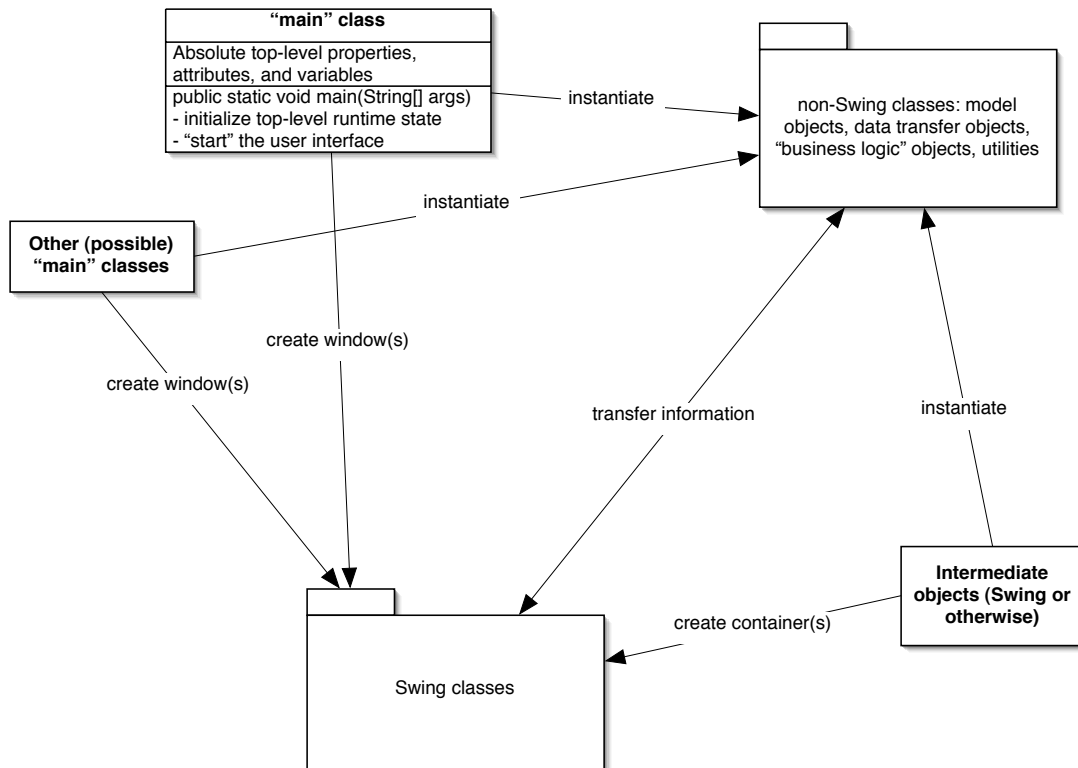 “main” class
Absolute top-level properties,
attributes, and variables
public static void main(String[] args)
- initialize top-level runtime state
- “start” the user interface
instantiate
non-Swing classes: model
objects, data transfer objects,
“business logic” objects, utilities
instantiate
Other (possible)
“main” classes
create window(s)
create window(s)
transfer information
instantiate
Intermediate
objects (Swing or
otherwise)
create container(s)
Swing classes